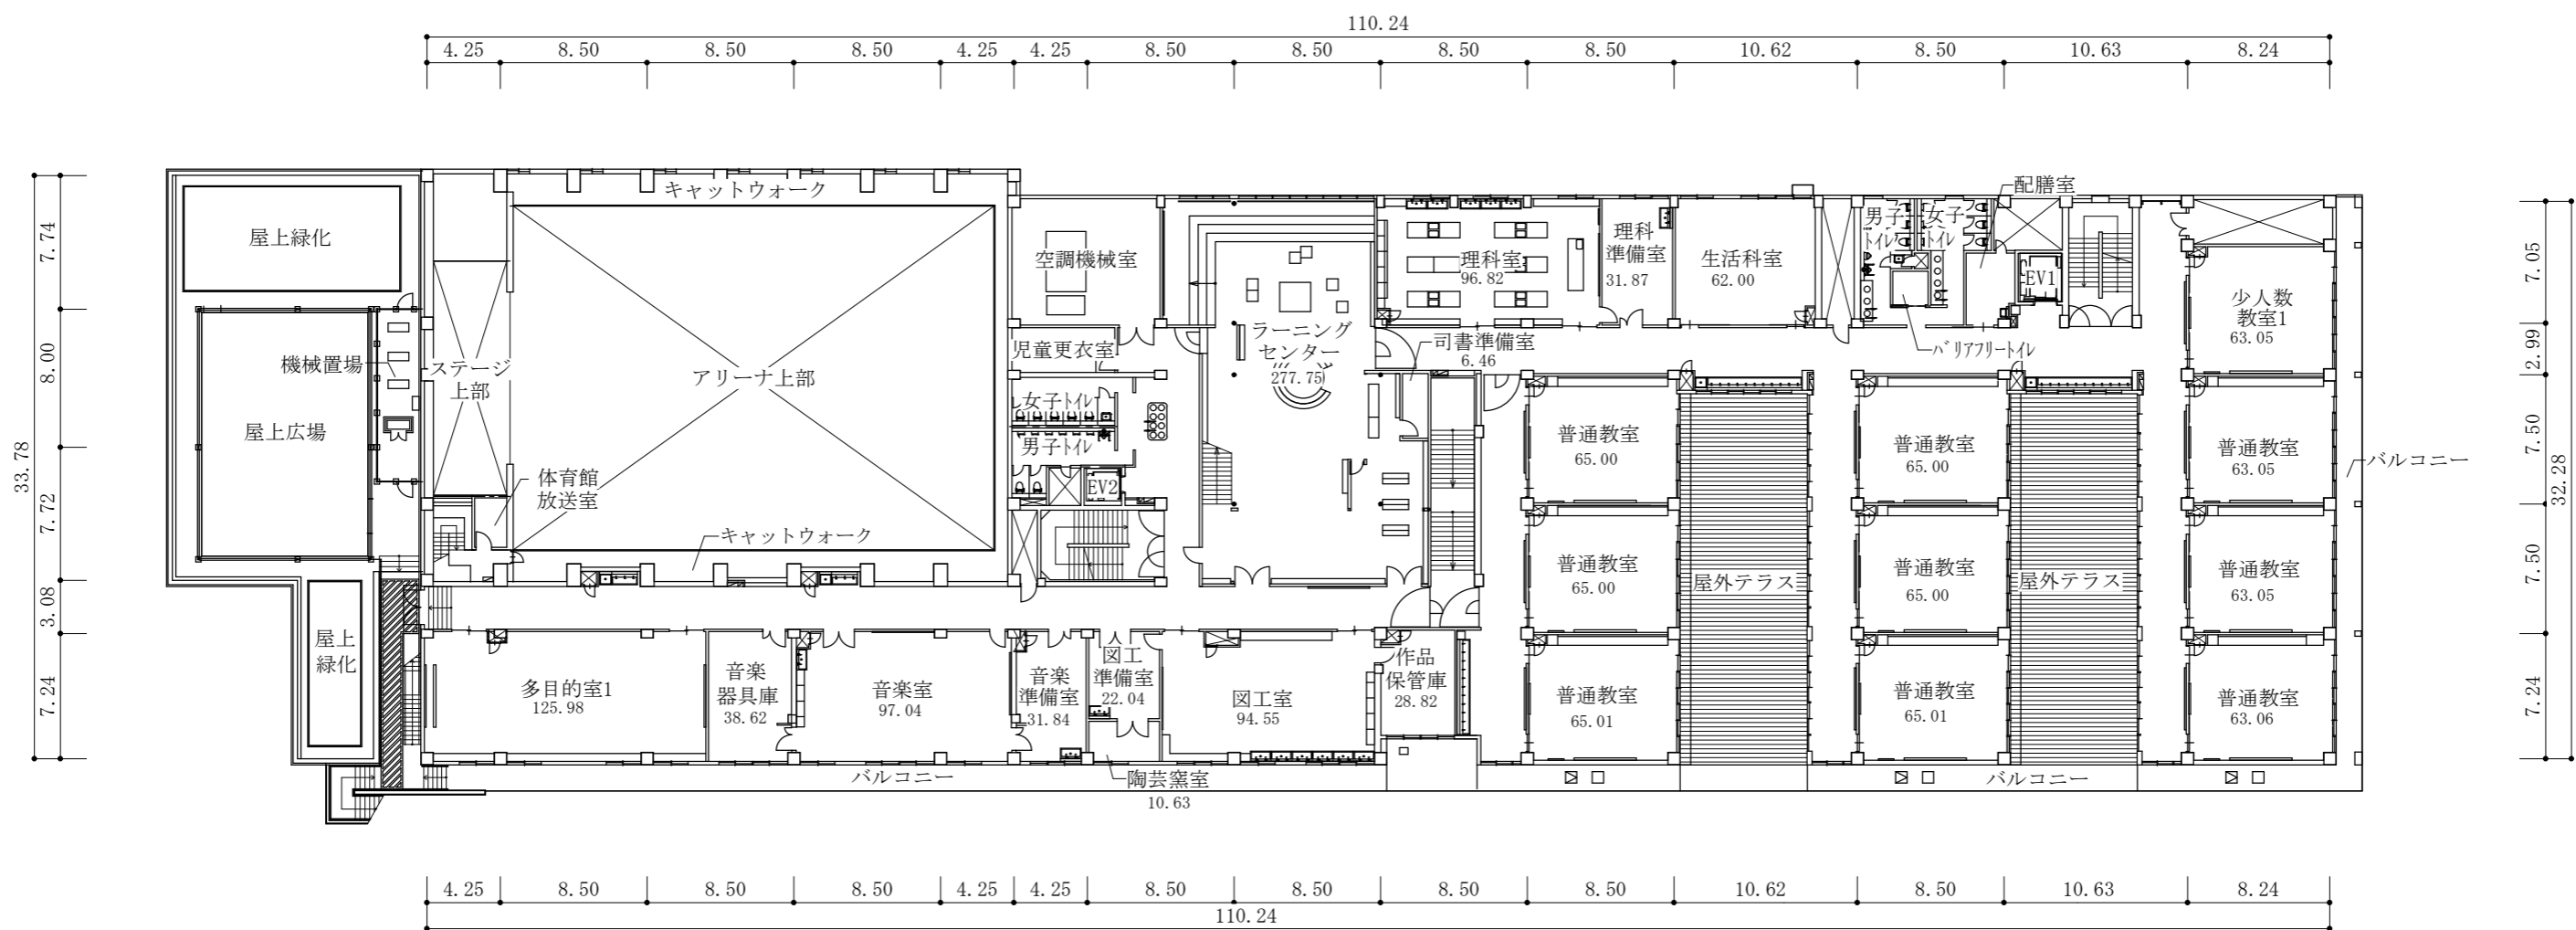 110.24
4.25 8.50 8.50 8.50 4.25 4.25 8.50 8.50 8.50 8.50 10.62 8.50 10.63 8.24
33.78
7.74
8.00
7.72
3.08
7.24
屋上緑化
機械置場
屋上広場
屋上
緑化
キャットウォーク
ステージ
上部
アリーナ上部
体育館
放送室
キャットウォーク
空調機械室
児童更衣室
女子トイレ
男子トイレ
EV2
ラーニング
センター
277.75
司書準備室
6.46
理科室
96.82
理科
準備室
31.87
生活科室
62.00
男子
トイレ
女子
トイレ
配膳室
EV1
バリアフリートイレ
少人数
教室1
63.05
普通教室
65.00
普通教室
65.00
普通教室
63.05
普通教室
65.00
屋外テラス
普通教室
65.00
屋外テラス
普通教室
63.05
普通教室
65.01
普通教室
65.01
普通教室
63.06
バルコニー
多目的室1
125.98
音楽
器具庫
38.62
音楽室
97.04
音楽
準備室
31.84
図工
準備室
22.04
図工室
94.55
作品
保管庫
28.82
バルコニー
陶芸窯室
10.63
バルコニー
7.05
2.99
7.50
7.50
7.24
32.28
4.25 8.50 8.50 8.50 4.25 4.25 8.50 8.50 8.50 8.50 10.62 8.50 10.63 8.24
110.24